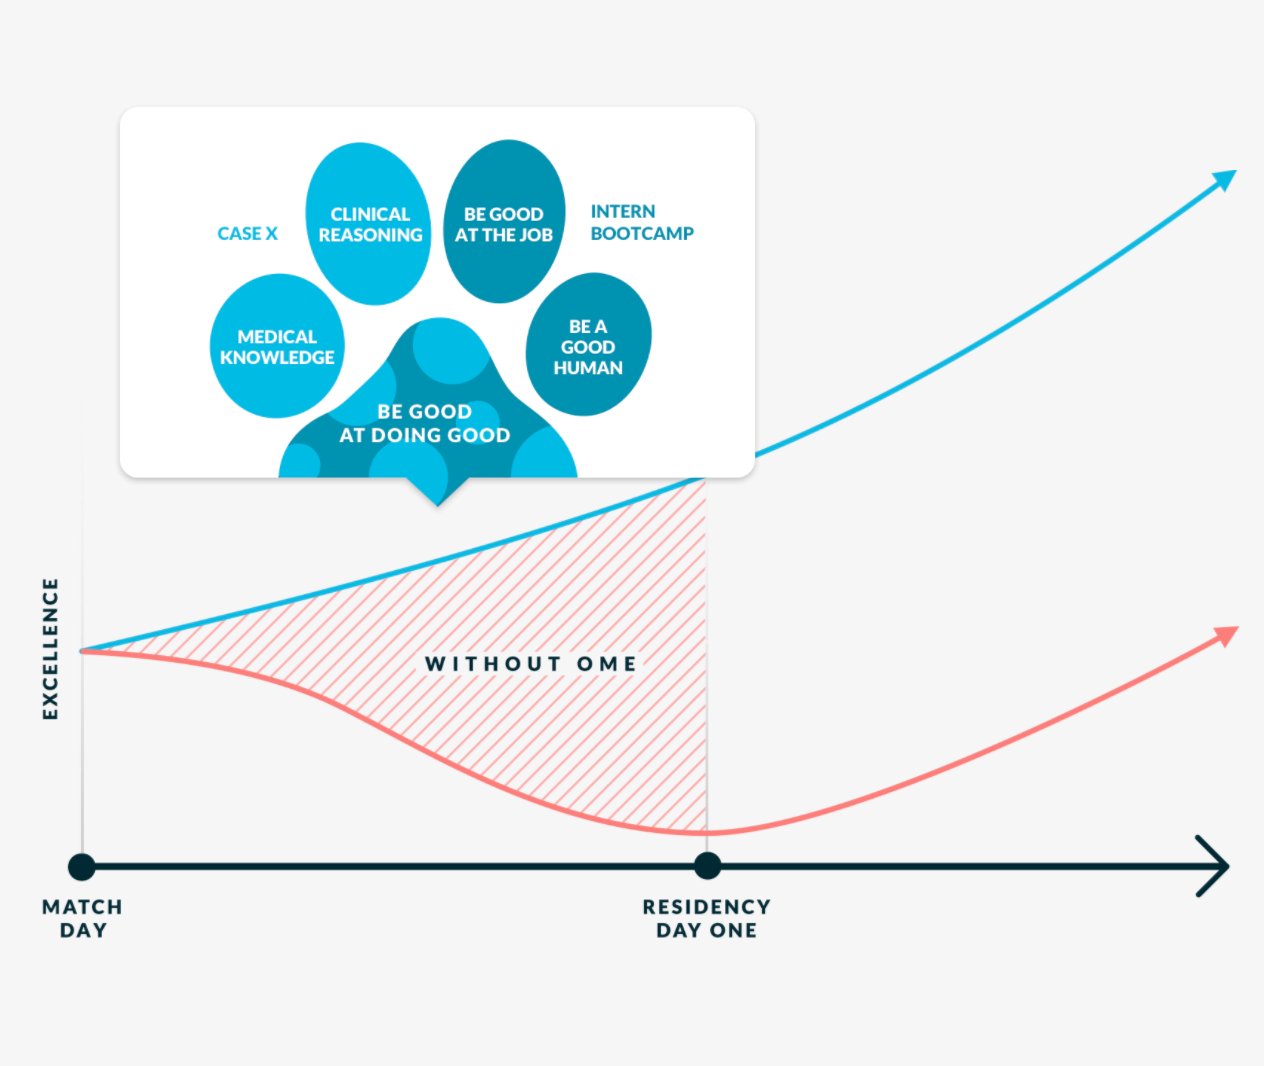 CASE X
CLINICAL
REASONING
BE GOOD
AT THE JOB
INTERN
BOOTCAMP
MEDICAL
KNOWLEDGE
BE A
GOOD
HUMAN
BE GOOD
AT DOING GOOD
EXCELLENCE
WITHOUT OME
MATCH
DAY
RESIDENCY
DAY ONE